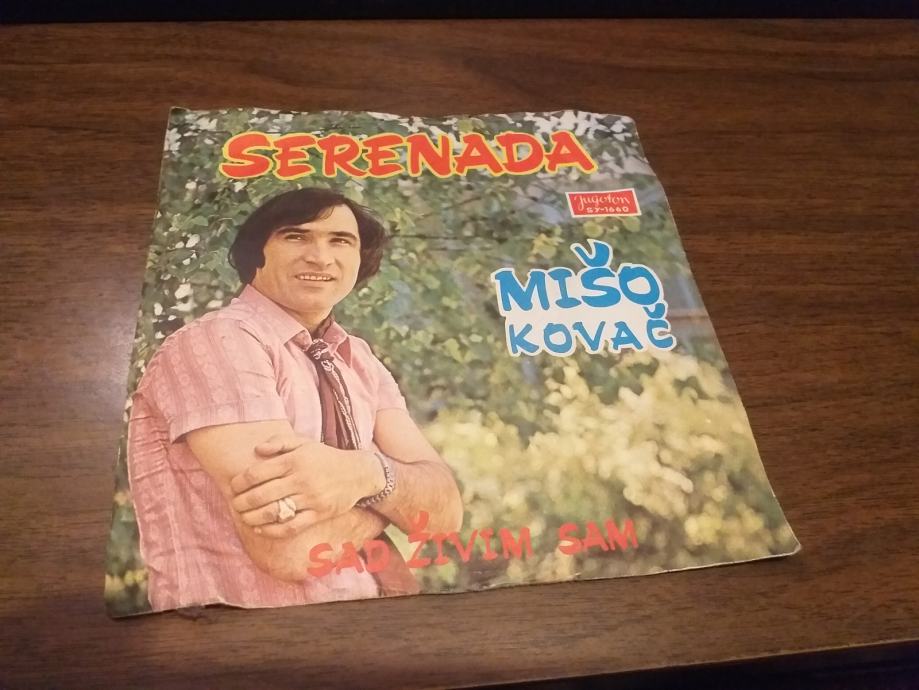 SERENADA
Jugoton
SY-1660
MIŠO
KOVAČ
SAD ŽIVIM SAM